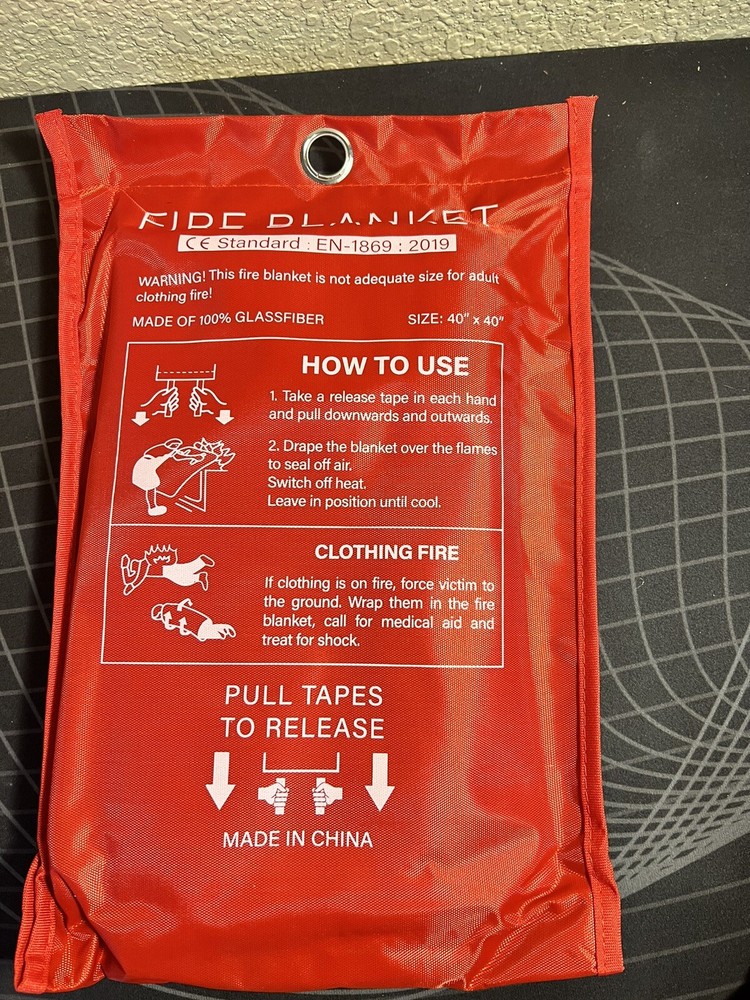 FIRE BLANKET
CE Standard : EN-1869 : 2019
WARNING! This fire blanket is not adequate size for adult
clothing fire!
MADE OF 100% GLASSFIBER SIZE: 40" x 40"
HOW TO USE
1. Take a release tape in each hand
and pull downwards and outwards.
2. Drape the blanket over the flames
to seal off air.
Switch off heat.
Leave in position until cool.
CLOTHING FIRE
If clothing is on fire, force victim to
the ground. Wrap them in the fire
blanket, call for medical aid and
treat for shock.
PULL TAPES
TO RELEASE
MADE IN CHINA